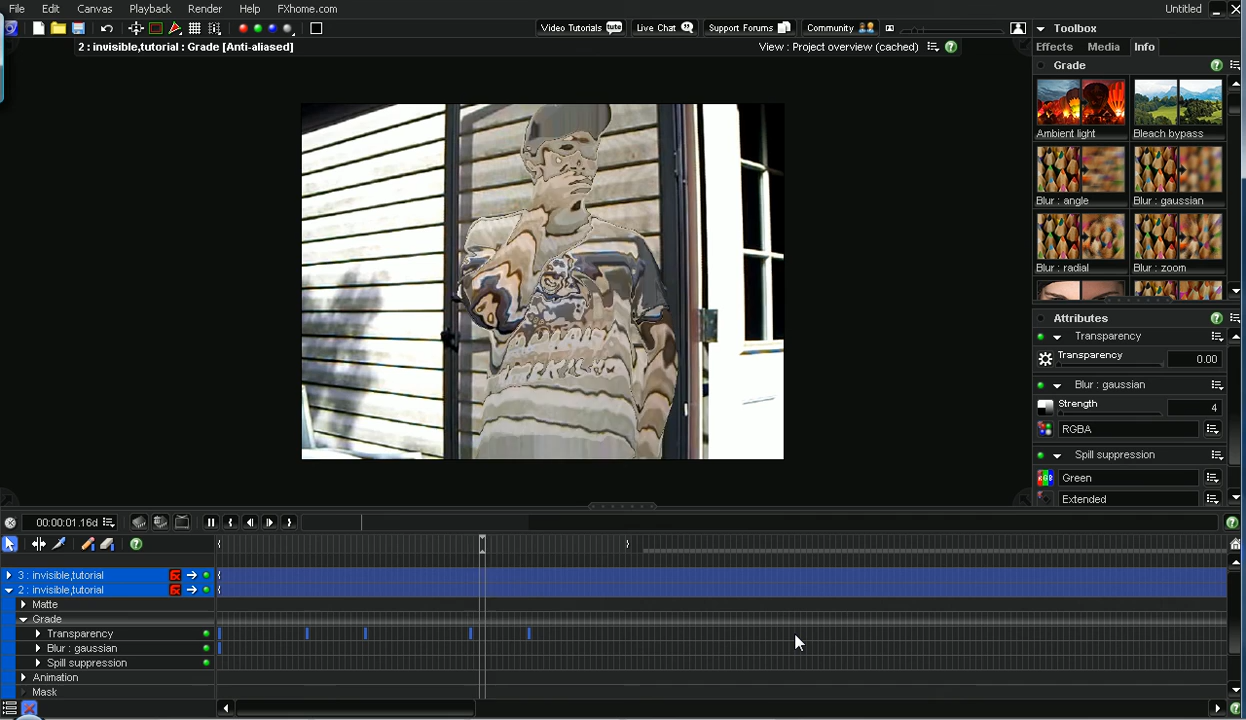 File Edit Canvas Playback Render Help FXhome.com Untitled
Video Tutorials tute Live Chat Support Forums Community
2 : invisible,tutorial : Grade [Anti-aliased]
View : Project overview (cached)
Toolbox
Effects Media Info
Grade
Ambient light Bleach bypass
Blur : angle Blur : gaussian
Blur : radial Blur : zoom
Attributes
Transparency
Transparency 0.00
Blur : gaussian
Strength 4
RGBA
Spill suppression
Green
Extended
00:00:01.16d
3 : invisible,tutorial
2 : invisible,tutorial
Matte
Grade
Transparency
Blur : gaussian
Spill suppression
Animation
Mask